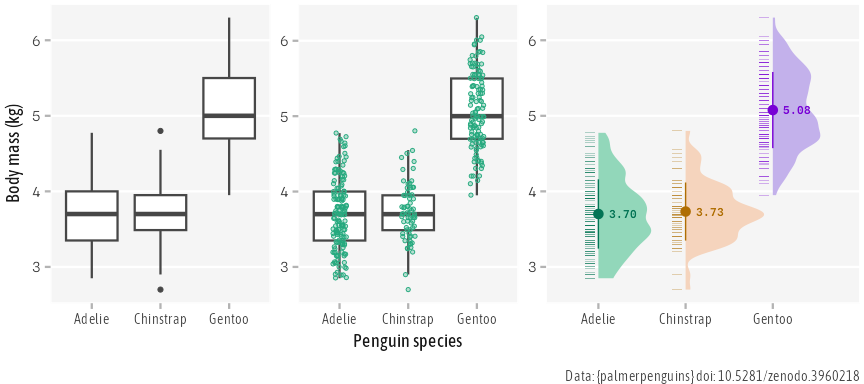 Body mass (kg)
6
5
4
3
Adelie Chinstrap Gentoo
6
5
4
3
Adelie Chinstrap Gentoo
6
5
4
3
3.70
3.73
5.08
Adelie Chinstrap Gentoo
Penguin species
Data: {palmerpenguins} doi: 10.5281/zenodo.3960218